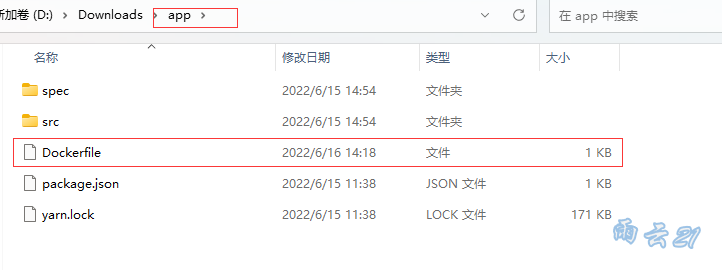 新加卷 (D:) › Downloads › app ›
在 app 中搜索
名称 修改日期 类型 大小
spec 2022/6/15 14:54 文件夹
src 2022/6/15 14:54 文件夹
Dockerfile 2022/6/16 14:18 文件 1 KB
package.json 2022/6/15 11:38 JSON 文件 1 KB
yarn.lock 2022/6/15 11:38 LOCK 文件 171 KB
雨云21